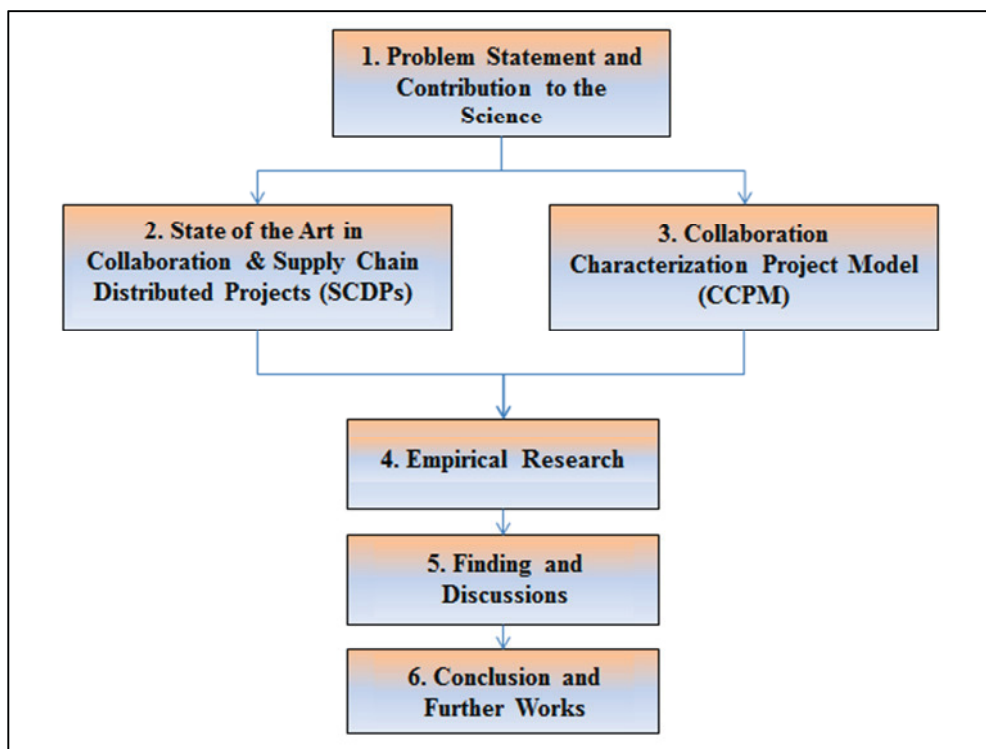 1. Problem Statement and
Contribution to the
Science
2. State of the Art in
Collaboration & Supply Chain
Distributed Projects (SCDPs)
3. Collaboration
Characterization Project Model
(CCPM)
4. Empirical Research
5. Finding and
Discussions
6. Conclusion and
Further Works